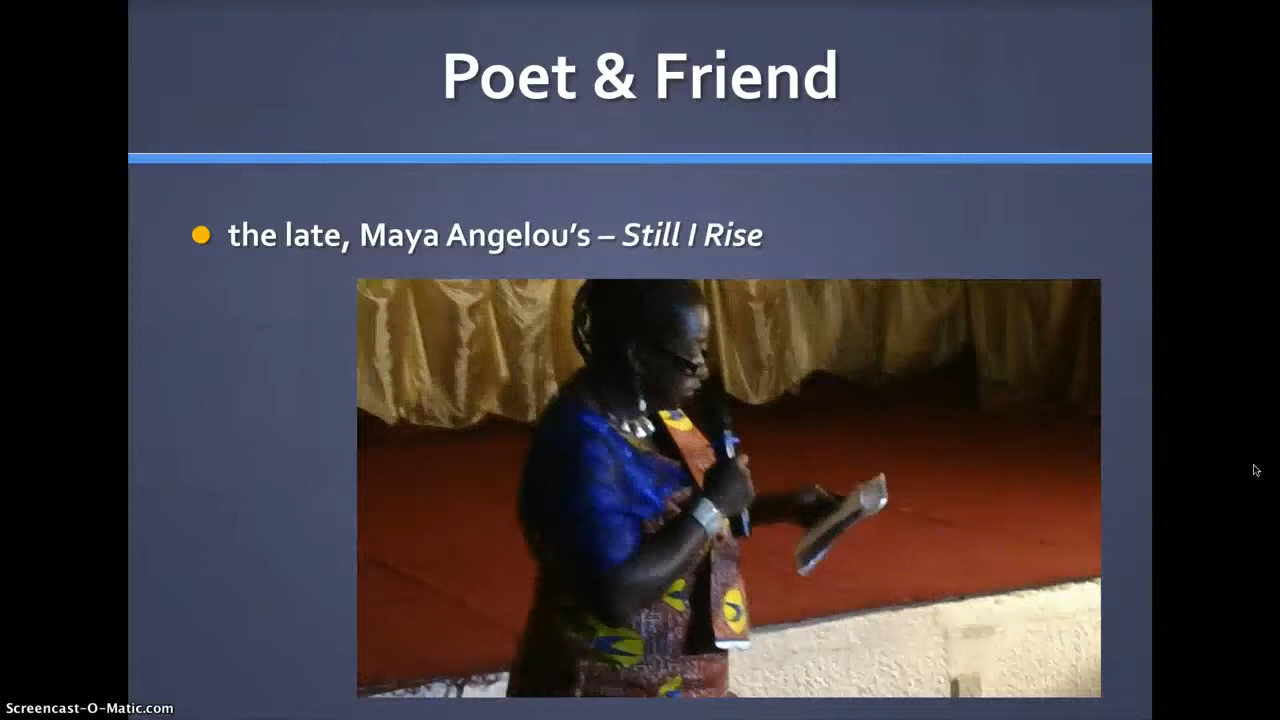 Poet & Friend
the late, Maya Angelou’s – Still I Rise
Screencast-O-Matic.com